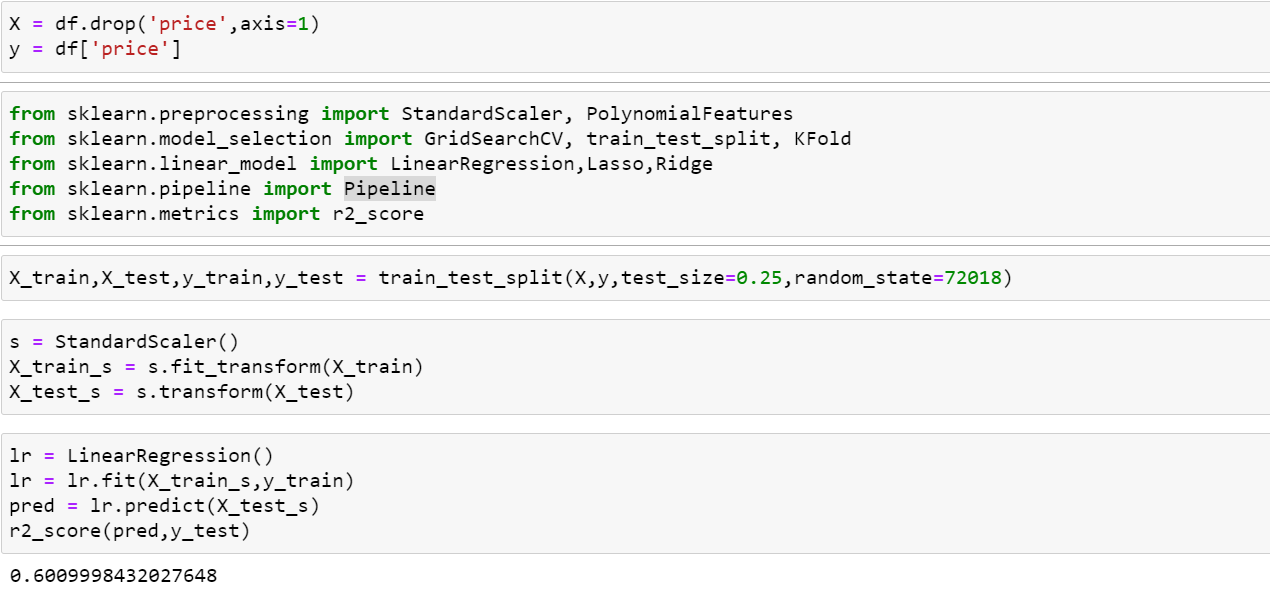 X = df.drop('price',axis=1)
y = df['price']
from sklearn.preprocessing import StandardScaler, PolynomialFeatures
from sklearn.model_selection import GridSearchCV, train_test_split, KFold
from sklearn.linear_model import LinearRegression,Lasso,Ridge
from sklearn.pipeline import Pipeline
from sklearn.metrics import r2_score
X_train,X_test,y_train,y_test = train_test_split(X,y,test_size=0.25,random_state=72018)
s = StandardScaler()
X_train_s = s.fit_transform(X_train)
X_test_s = s.transform(X_test)
lr = LinearRegression()
lr = lr.fit(X_train_s,y_train)
pred = lr.predict(X_test_s)
r2_score(pred,y_test)
0.6009998432027648